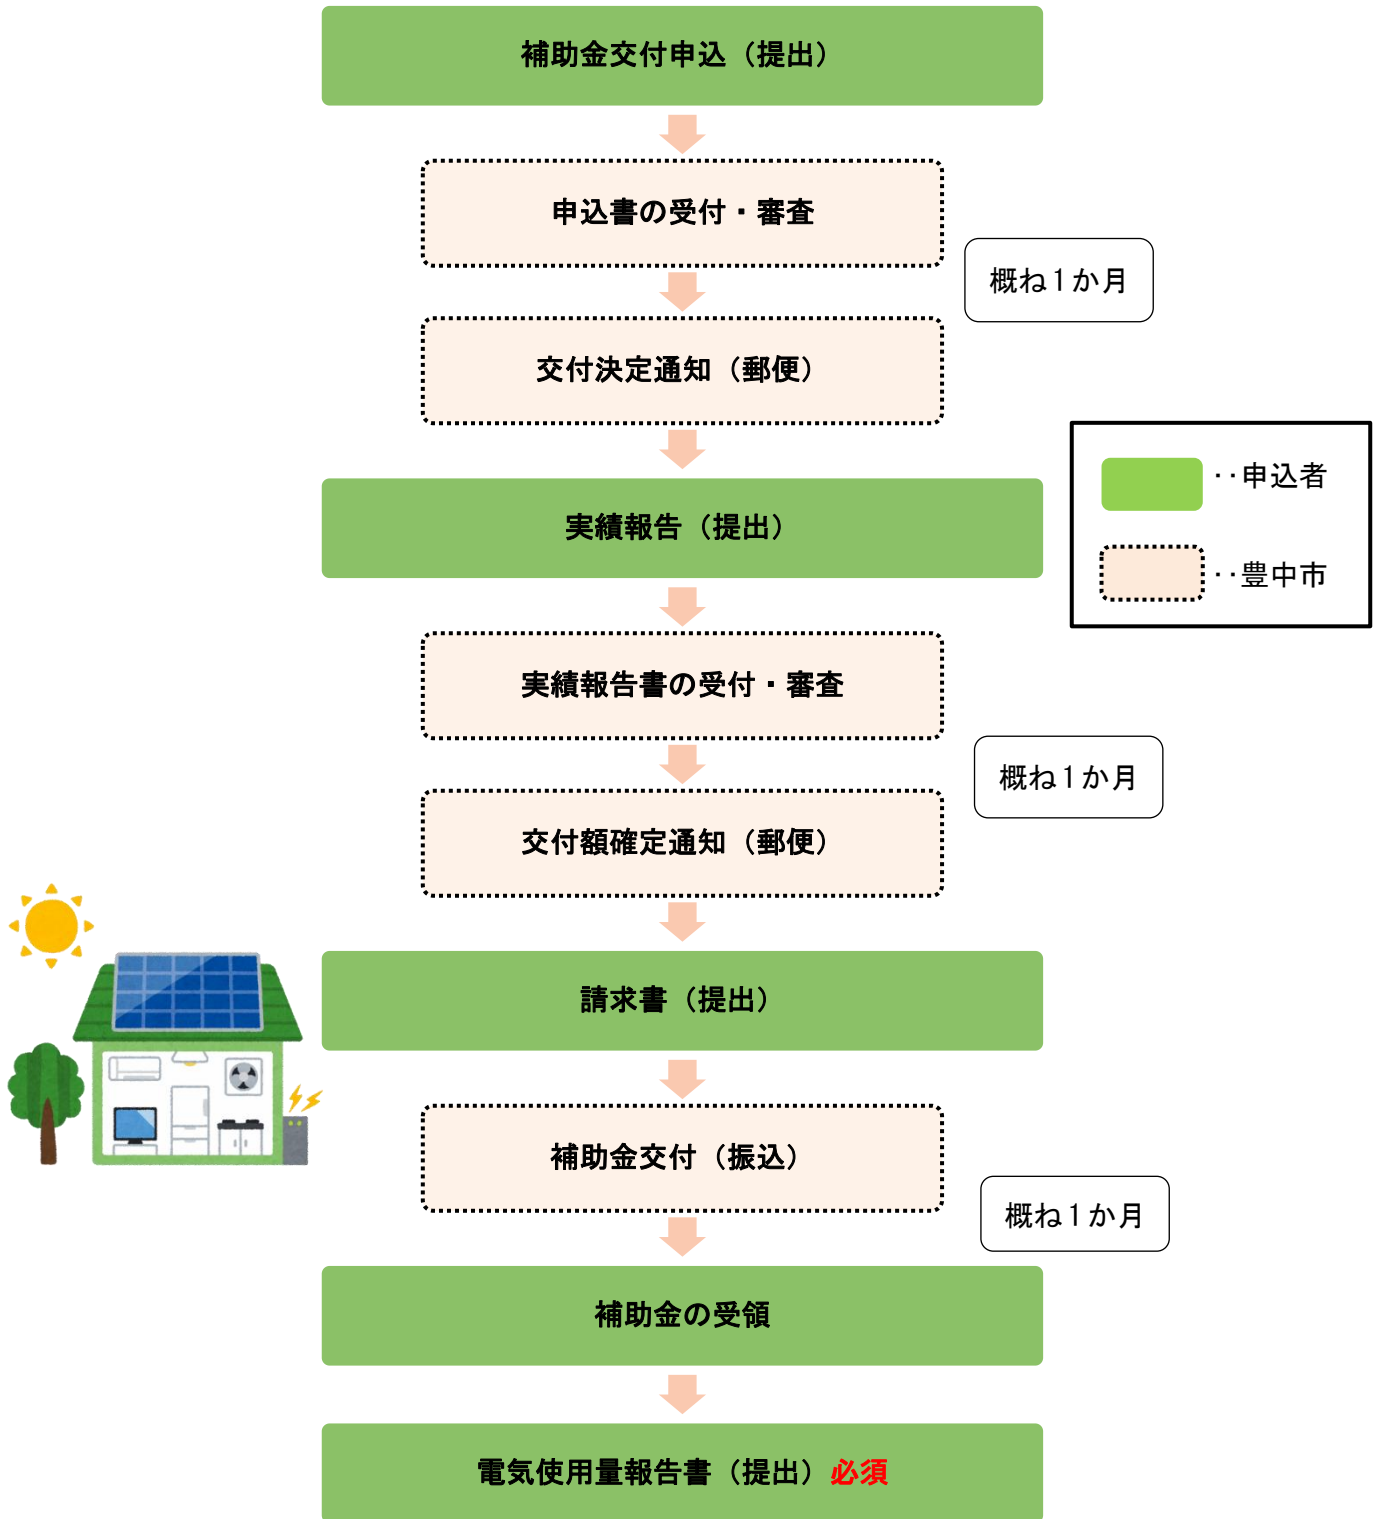 補助金交付申込（提出）
申込書の受付・審査
概ね１か月
交付決定通知（郵便）
‥申込者
実績報告（提出）
‥豊中市
実績報告書の受付・審査
概ね１か月
交付額確定通知（郵便）
請求書（提出）
補助金交付（振込）
概ね１か月
補助金の受領
電気使用量報告書（提出）必須